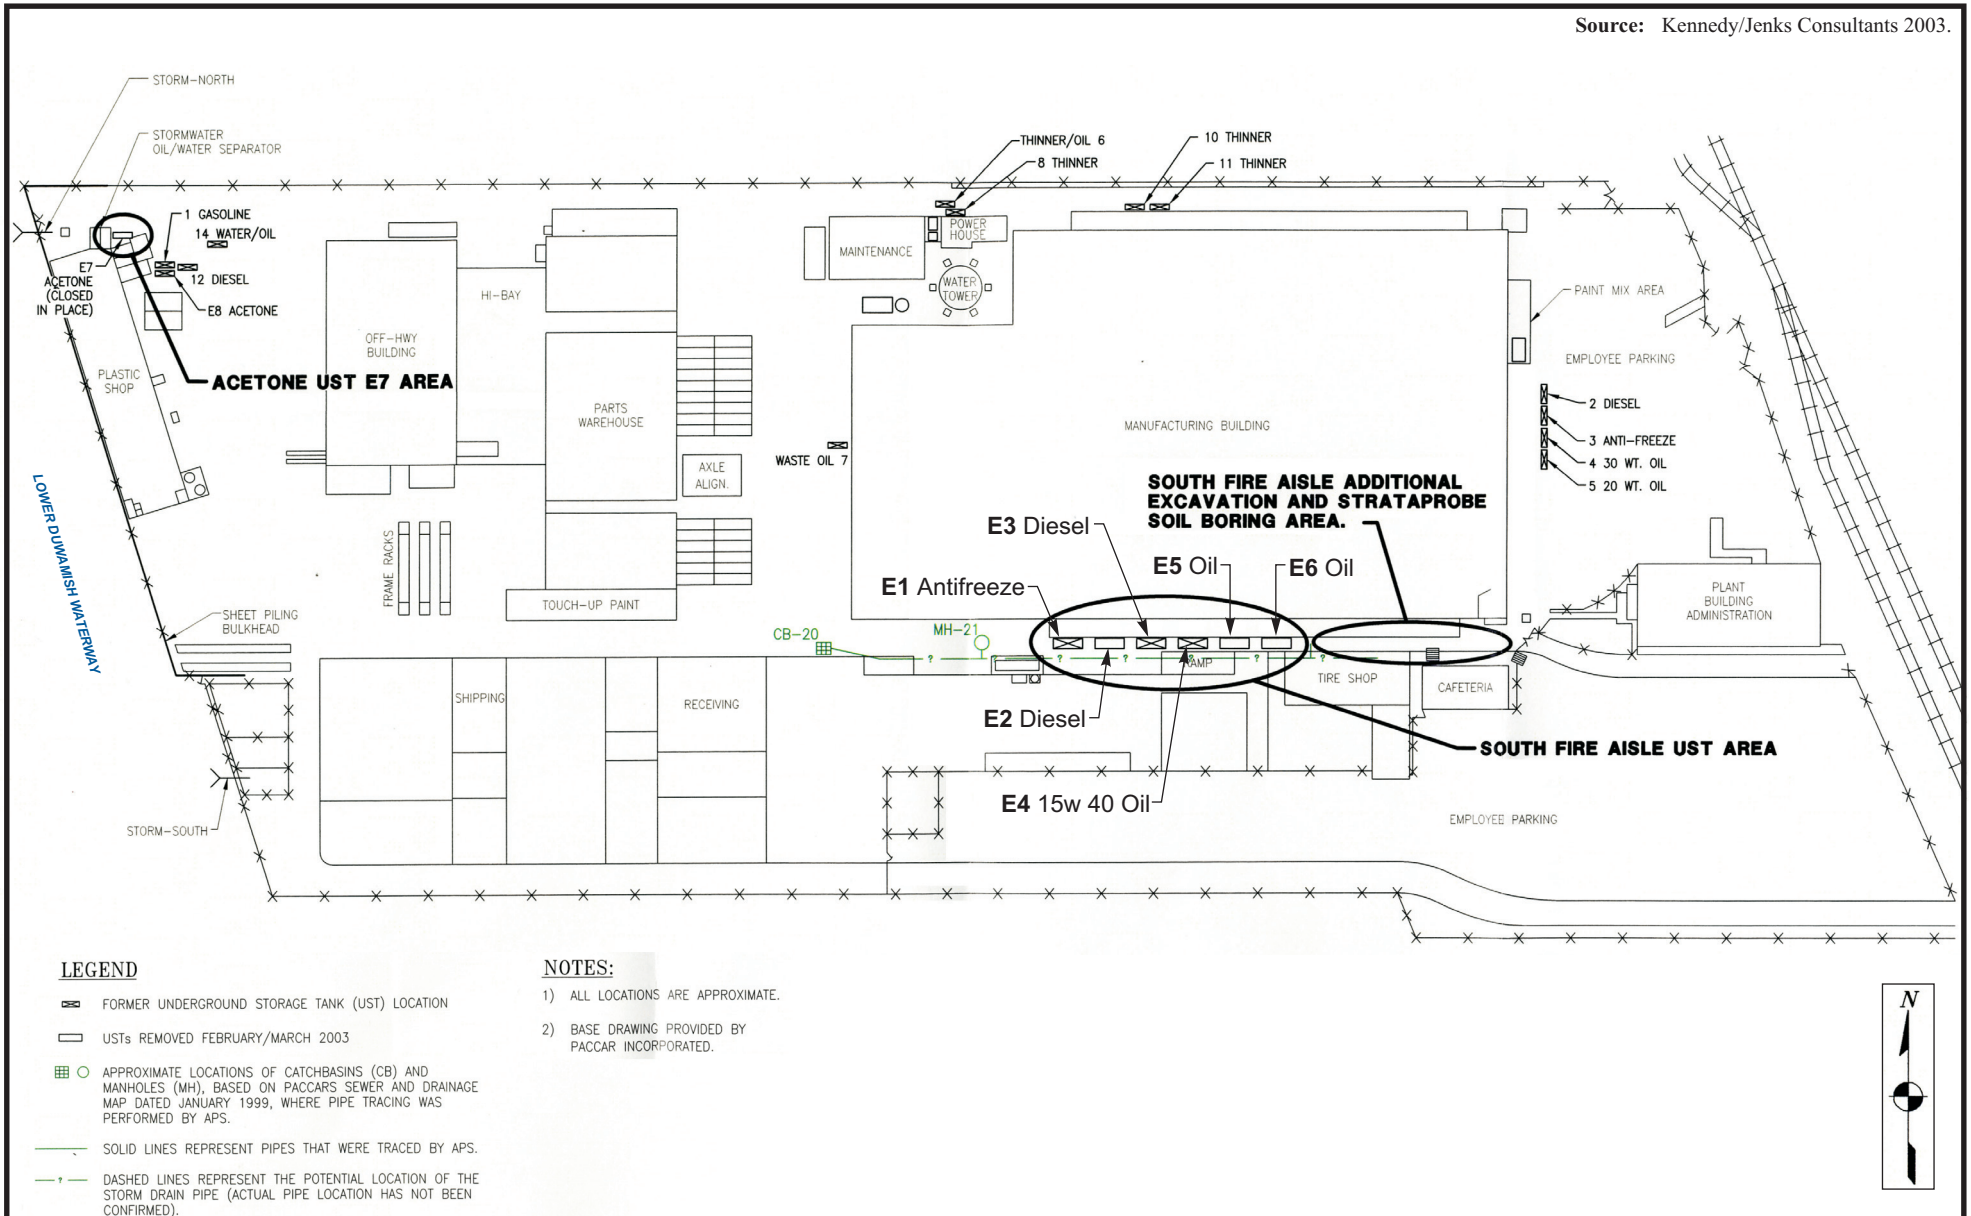 Source: Kennedy/Jenks Consultants 2003.
STORM-NORTH
STORMWATER
OIL/WATER SEPARATOR
THINNER/OIL 6
8 THINNER
10 THINNER
11 THINNER
1 GASOLINE
14 WATER/OIL
E7
ACETONE
(CLOSED
IN PLACE)
12 DIESEL
E8 ACETONE
POWER
HOUSE
MAINTENANCE
WATER
TOWER
HI-BAY
PAINT MIX AREA
OFF-HWY
BUILDING
EMPLOYEE PARKING
PLASTIC
SHOP
ACETONE UST E7 AREA
PARTS
WAREHOUSE
MANUFACTURING BUILDING
2 DIESEL
3 ANTI-FREEZE
4 30 WT. OIL
5 20 WT. OIL
WASTE OIL 7
AXLE
ALIGN.
SOUTH FIRE AISLE ADDITIONAL
EXCAVATION AND STRATAPROBE
SOIL BORING AREA.
LOWER DUWAMISH WATERWAY
FRAME RACKS
E3 Diesel
E5 Oil
E6 Oil
E1 Antifreeze
PLANT
BUILDING
ADMINISTRATION
TOUCH-UP PAINT
SHEET PILING
BULKHEAD
CB-20
MH-21
?
?
?
?
?
?
?
RAMP
TIRE SHOP
CAFETERIA
SHIPPING
RECEIVING
E2 Diesel
SOUTH FIRE AISLE UST AREA
E4 15w 40 Oil
STORM-SOUTH
EMPLOYEE PARKING
LEGEND
FORMER UNDERGROUND STORAGE TANK (UST) LOCATION
USTs REMOVED FEBRUARY/MARCH 2003
APPROXIMATE LOCATIONS OF CATCHBASINS (CB) AND
MANHOLES (MH), BASED ON PACCARS SEWER AND DRAINAGE
MAP DATED JANUARY 1999, WHERE PIPE TRACING WAS
PERFORMED BY APS.
SOLID LINES REPRESENT PIPES THAT WERE TRACED BY APS.
?
DASHED LINES REPRESENT THE POTENTIAL LOCATION OF THE
STORM DRAIN PIPE (ACTUAL PIPE LOCATION HAS NOT BEEN
CONFIRMED).
NOTES:
1) ALL LOCATIONS ARE APPROXIMATE.
2) BASE DRAWING PROVIDED BY
PACCAR INCORPORATED.
N